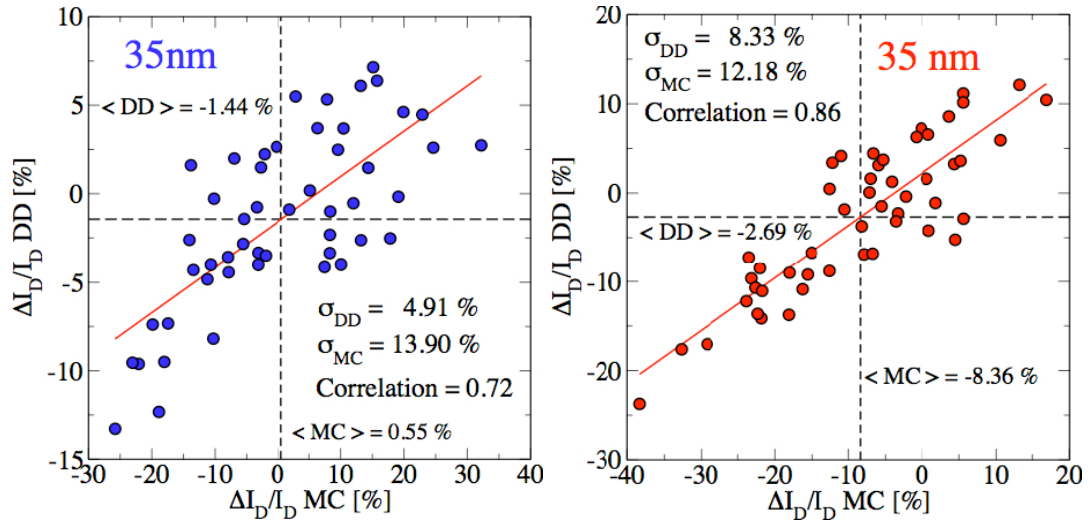 35nm
< DD > = -1.44 %
σDD = 4.91 %
σMC = 13.90 %
Correlation = 0.72
< MC > = 0.55 %
10
5
0
-5
-10
-15
-30
-20
-10
0
10
20
30
40
ΔID/ID DD [%]
ΔID/ID MC [%]
σDD = 8.33 %
σMC = 12.18 %
Correlation = 0.86
35 nm
< DD > = -2.69 %
< MC > = -8.36 %
20
10
0
-10
-20
-30
-40
-30
-20
-10
0
10
20
ΔID/ID DD [%]
ΔID/ID MC [%]